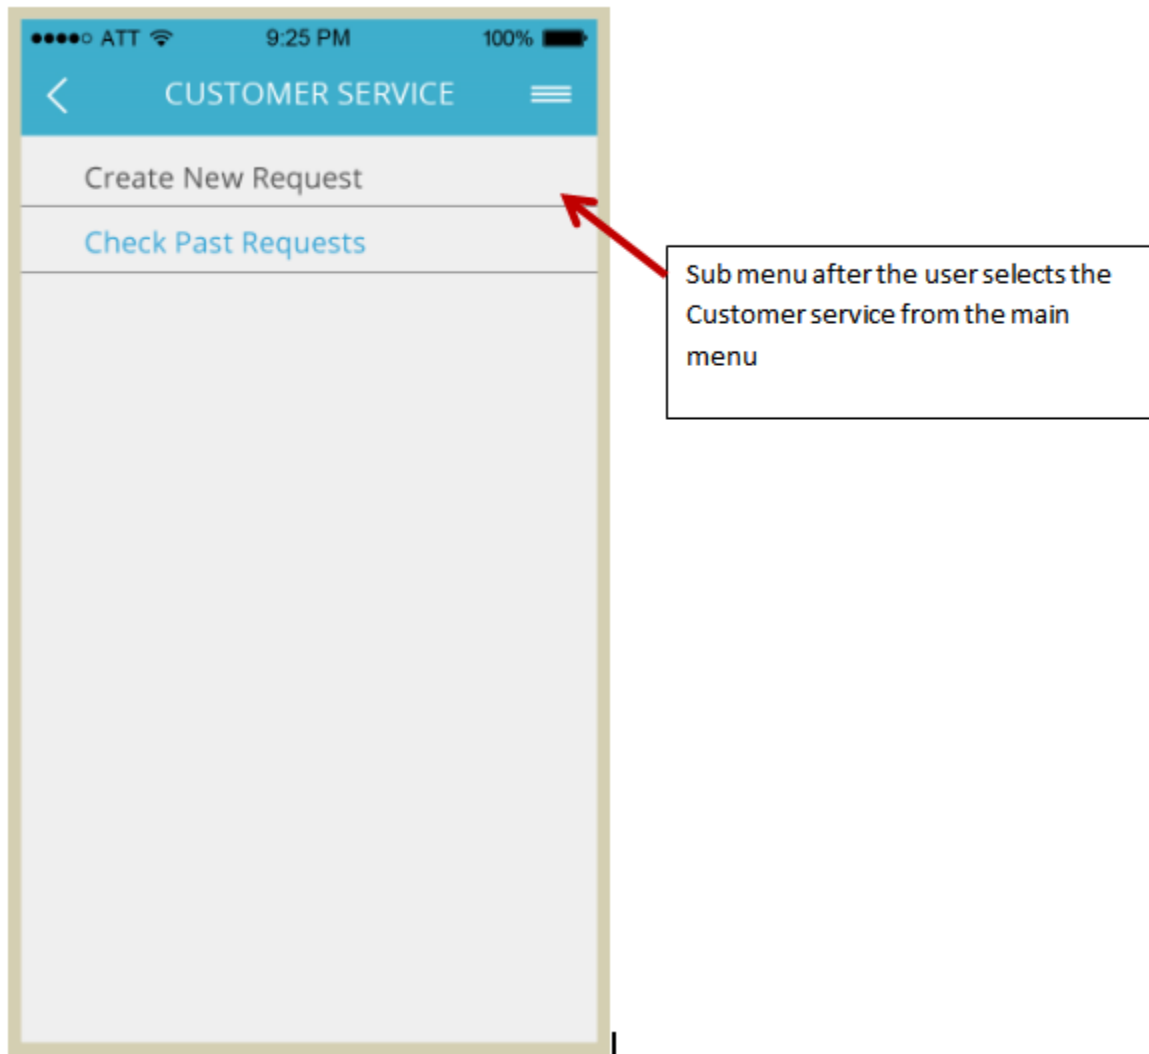 ATT 9:25 PM 100%
CUSTOMER SERVICE
Create New Request
Check Past Requests
Sub menu after the user selects the
Customer service from the main
menu